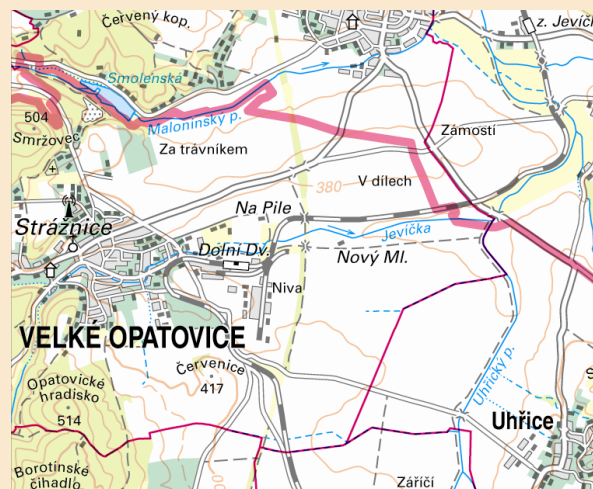 Červený kop.
z. Jevíčk
Smolenská
504
Malonínský p.
Zámostí
Smržovec
Za trávníkem
380
V dílech
Na Pile
Strážnice
Jevíčka
Dolní Dv.
Nový Ml.
Niva
VELKÉ OPATOVICE
Uhřický p.
Červenice
Opatovické
hradisko
417
514
Uhřice
Borotínské
čihadlo
Záříčí